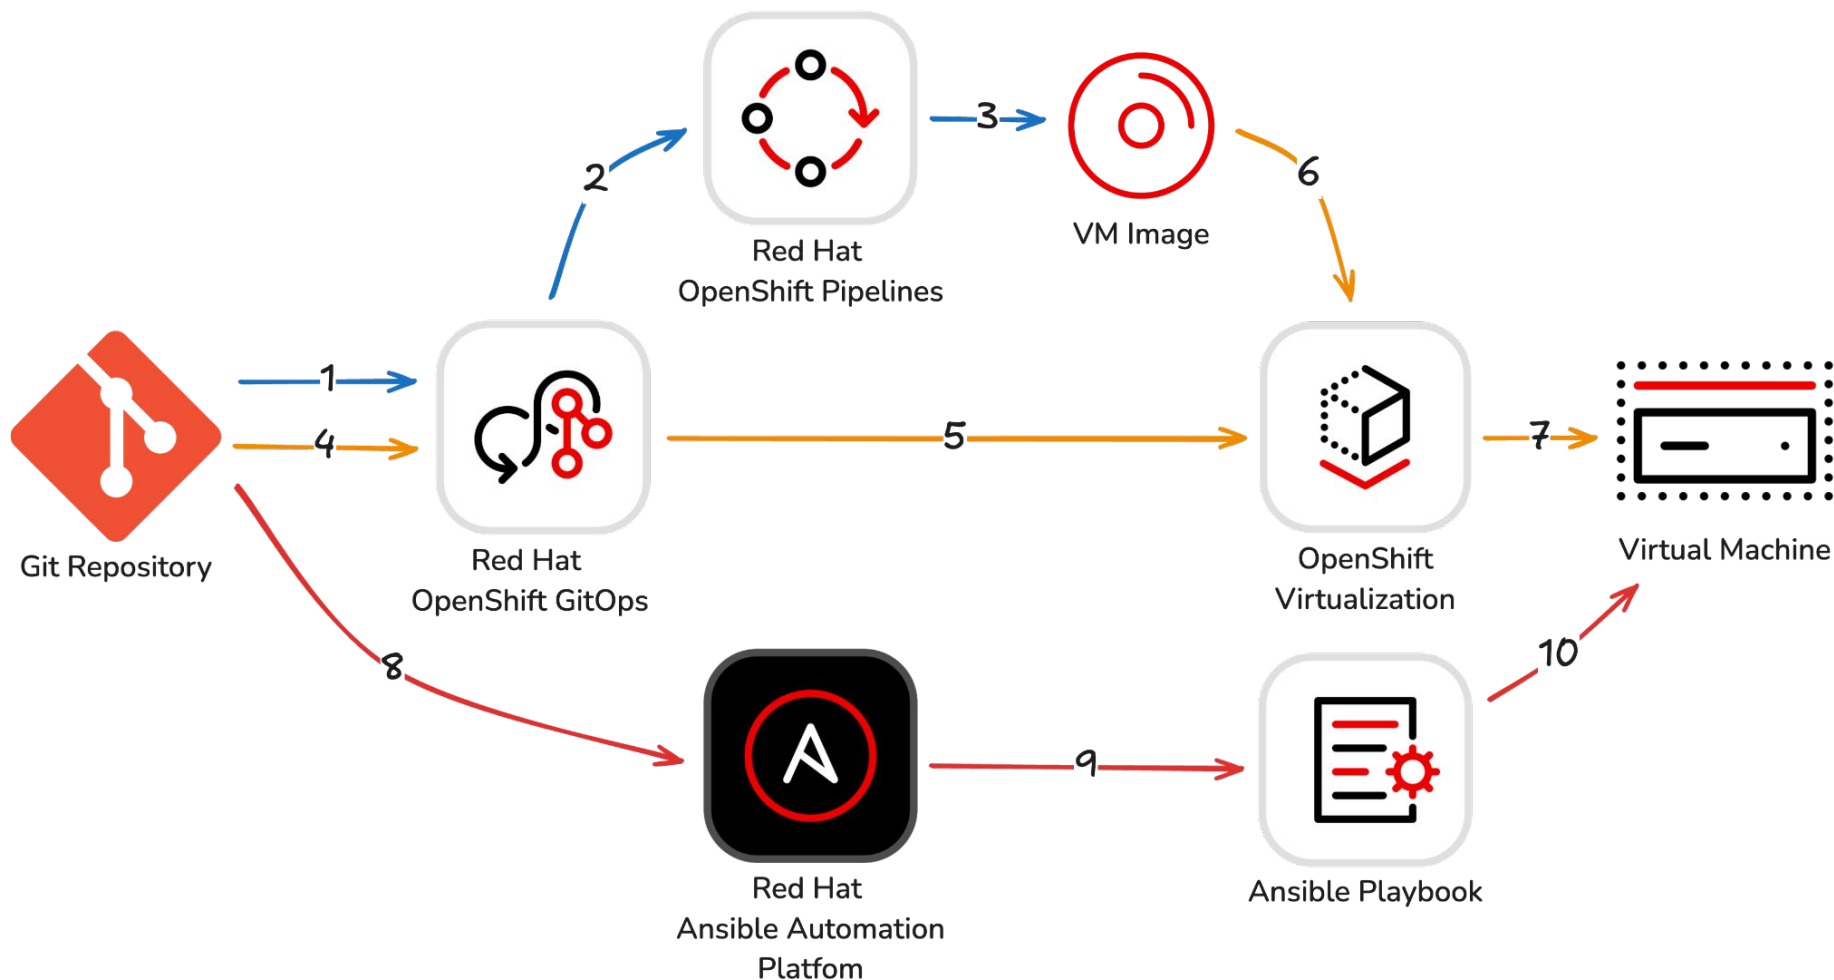 Red Hat
OpenShift Pipelines
VM Image
Git Repository
Red Hat
OpenShift GitOps
OpenShift
Virtualization
Virtual Machine
Red Hat
Ansible Automation
Platfom
Ansible Playbook
1
2
3
4
5
6
7
8
9
10